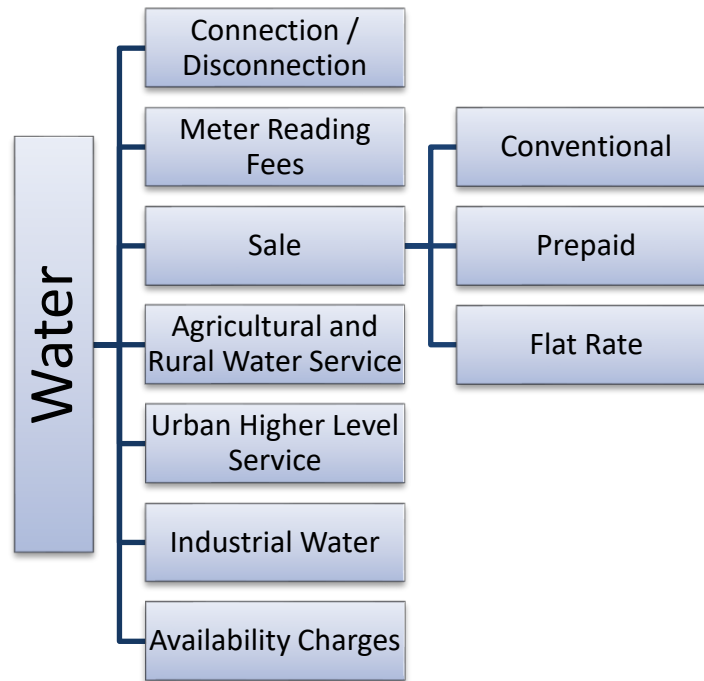 Water
Connection /
Disconnection
Meter Reading
Fees
Sale
Agricultural and
Rural Water Service
Urban Higher Level
Service
Industrial Water
Availability Charges
Conventional
Prepaid
Flat Rate